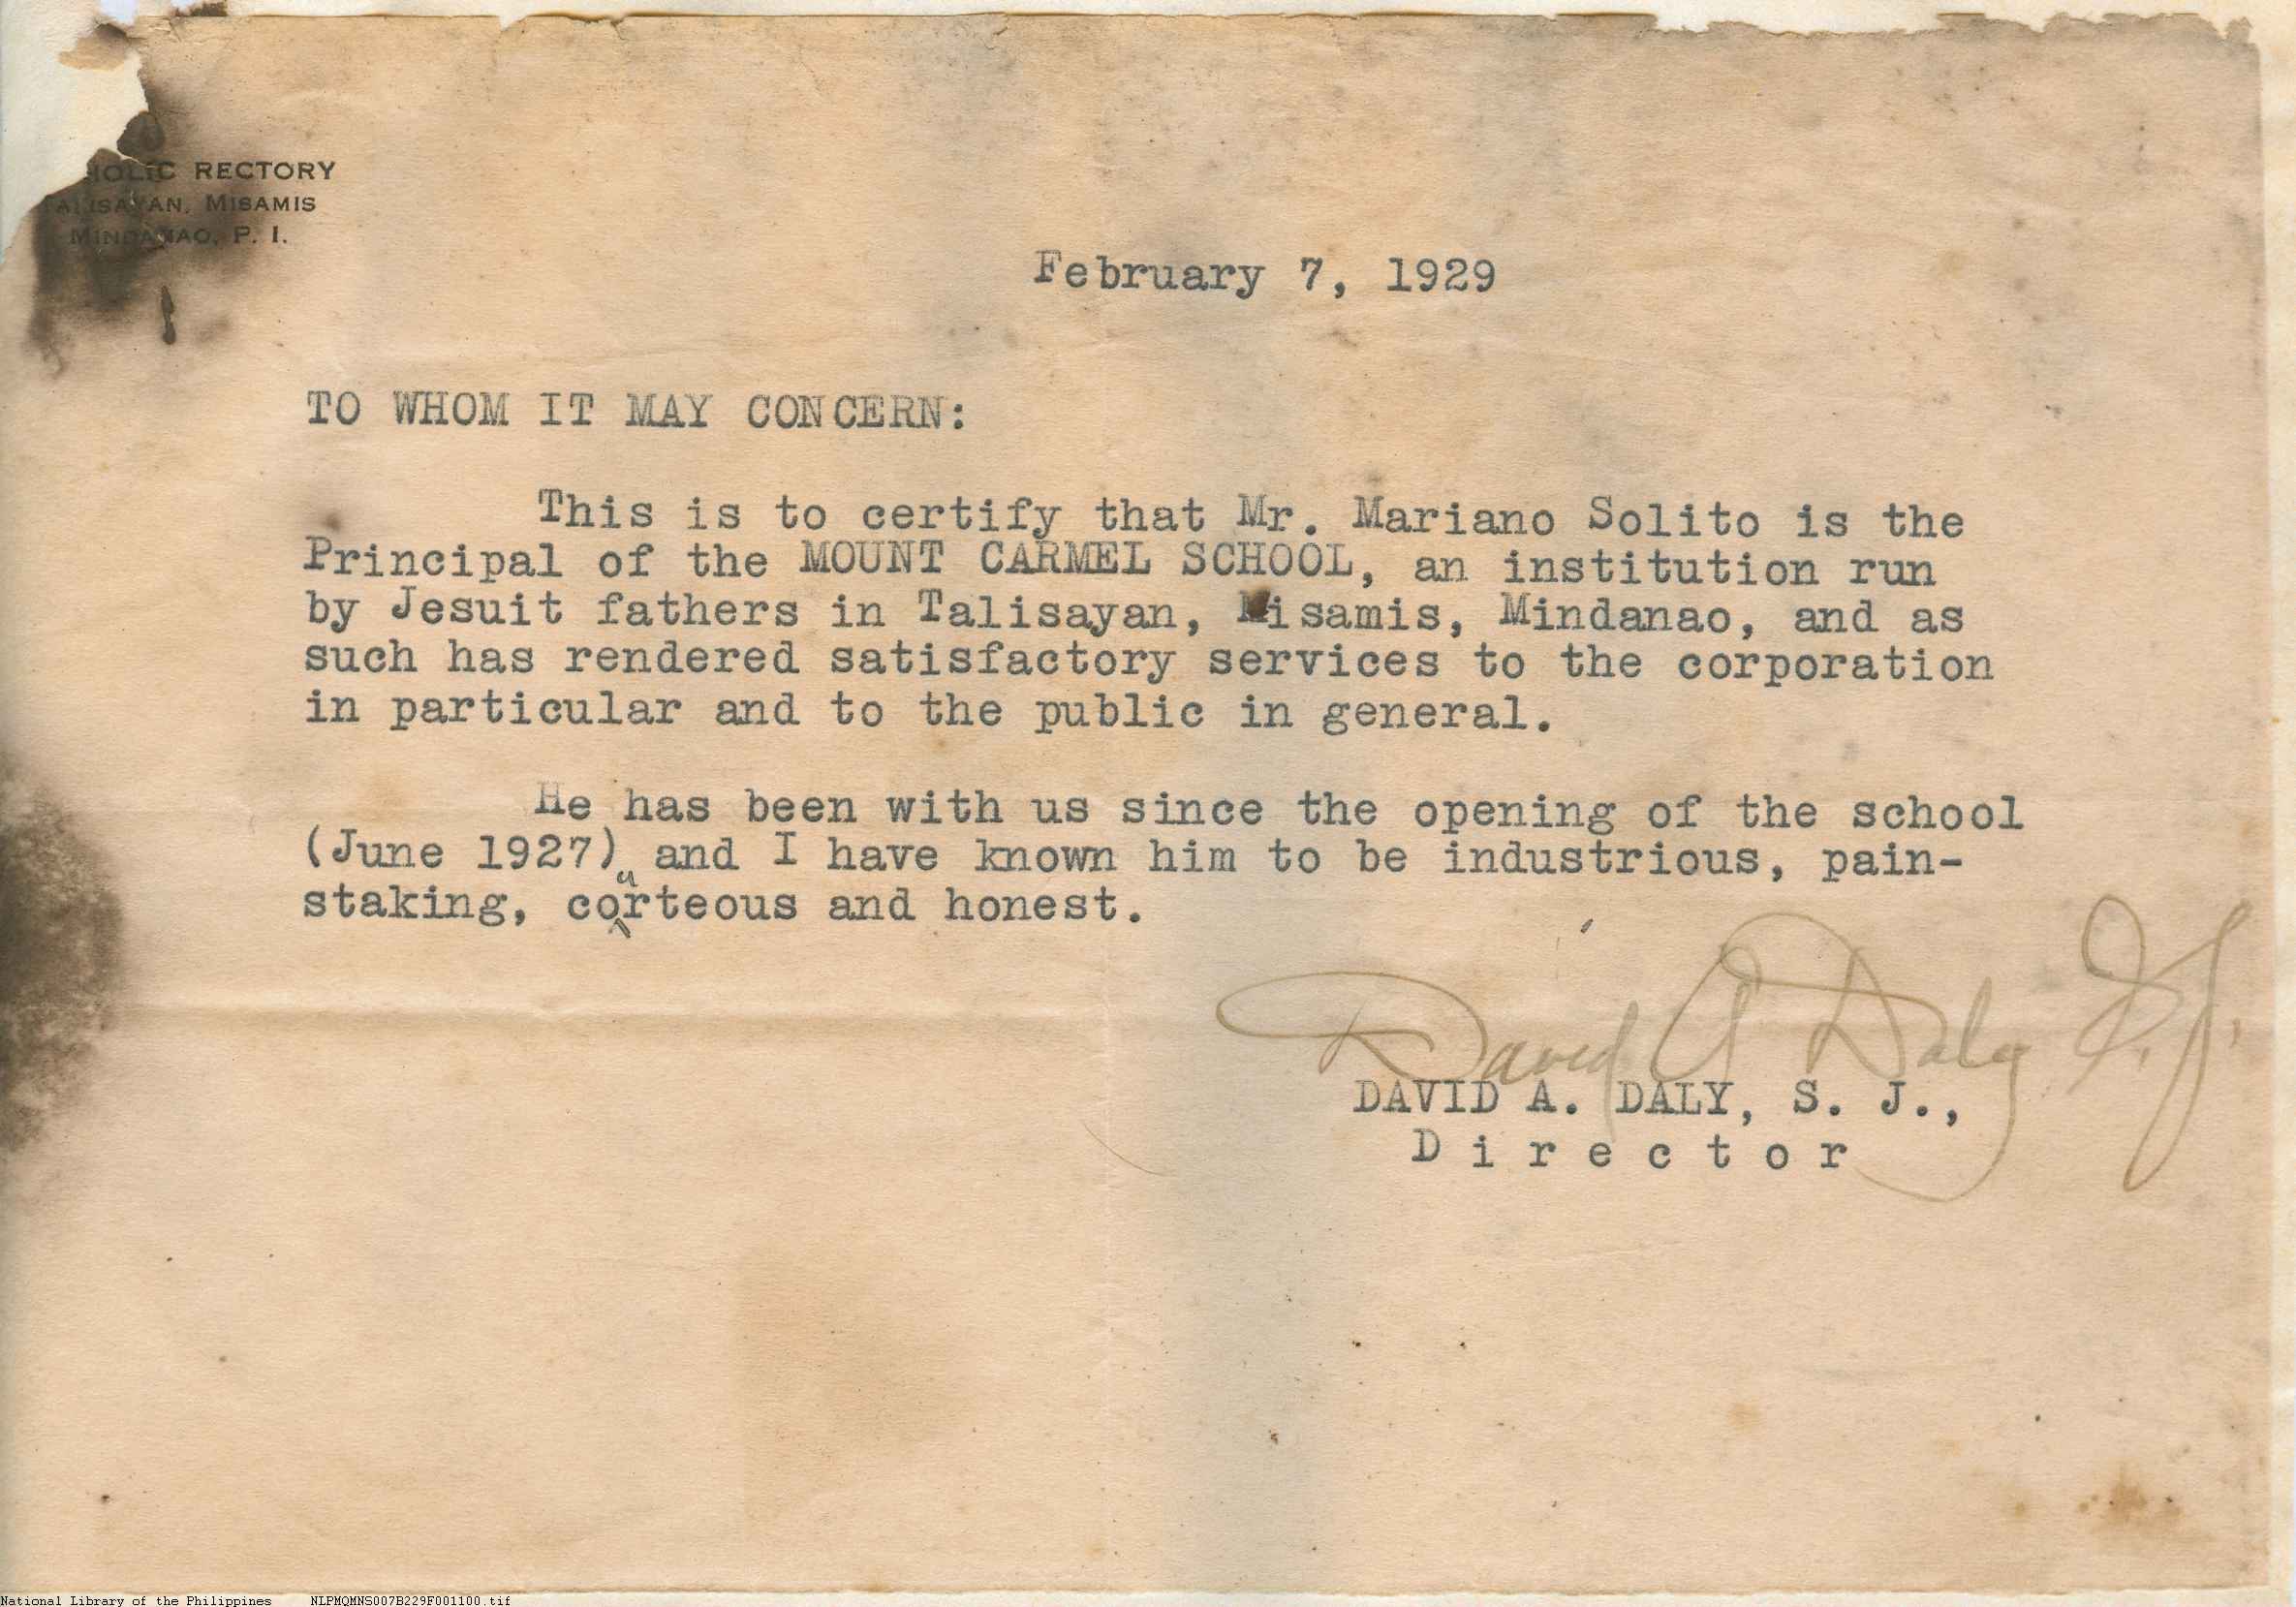 HOLIC RECTORY
TALISAYAN, MISAMIS
MINDANAO, P. I.
February 7, 1929
TO WHOM IT MAY CONCERN:
This is to certify that Mr. Mariano Solito is the
Principal of the MOUNT CARMEL SCHOOL, an institution run
by Jesuit fathers in Talisayan, Misamis, Mindanao, and as
such has rendered satisfactory services to the corporation
in particular and to the public in general.
He has been with us since the opening of the school
(June 1927), and I have known him to be industrious, pain-
staking, courteous and honest.
David A Daly S.J.
DAVID A. DALY, S. J.,
D i r e c t o r
National Library of the Philippines NLPMQMNS007B229F001100.tif